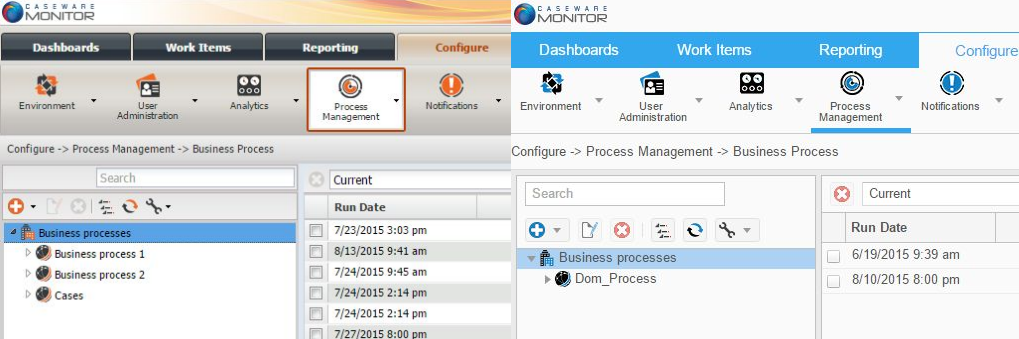 CASEWARE
MONITOR
Dashboards Work Items Reporting Configure
Environment User Administration Analytics Process Management Notifications
Configure -> Process Management -> Business Process
Search
Current
Run Date
Business processes
Business process 1
Business process 2
Cases
7/23/2015 3:03 pm
8/13/2015 9:41 am
7/24/2015 9:45 am
7/24/2015 2:14 pm
7/24/2015 2:14 pm
7/27/2015 8:00 pm
CASEWARE
MONITOR
Dashboards Work Items Reporting Configure
Environment User Administration Analytics Process Management Notifications
Configure -> Process Management -> Business Process
Search
Current
Run Date
Business processes
Dom_Process
6/19/2015 9:39 am
8/10/2015 8:00 pm